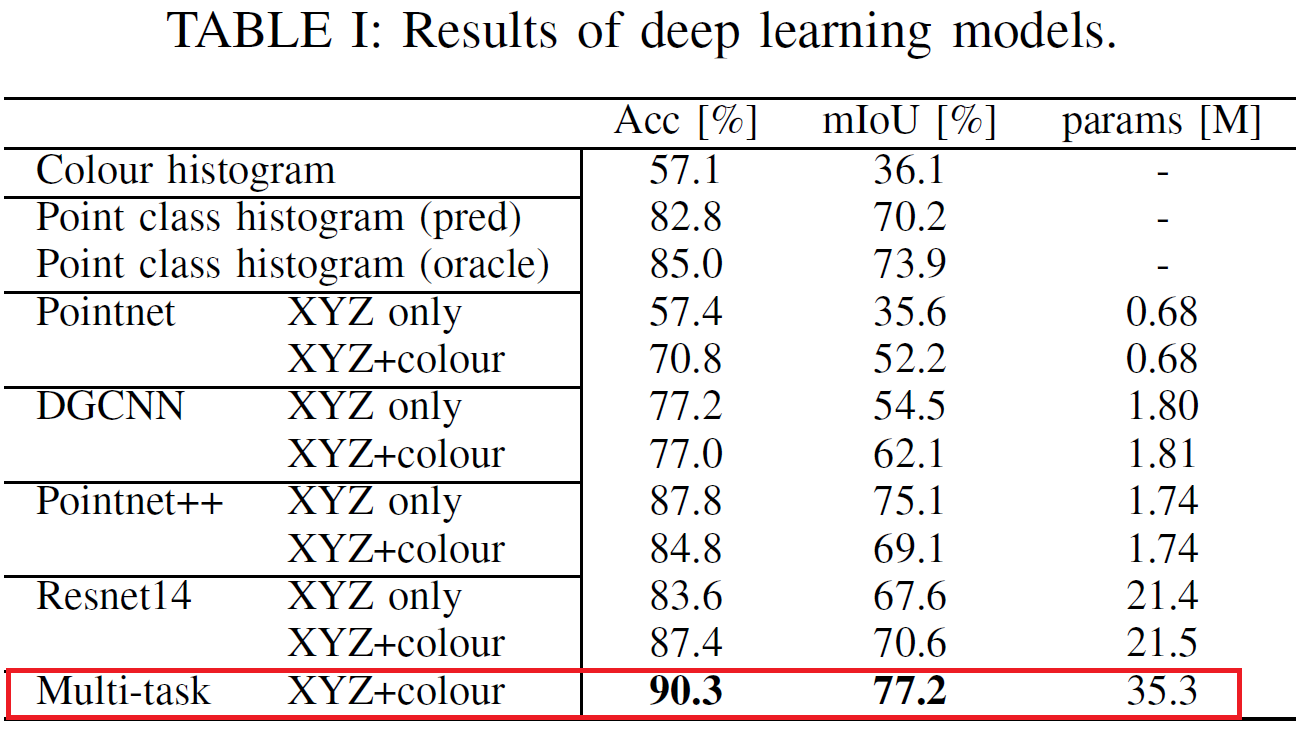 TABLE I: Results of deep learning models.
Acc [%] mIoU [%] params [M]
Colour histogram 57.1 36.1 -
Point class histogram (pred) 82.8 70.2 -
Point class histogram (oracle) 85.0 73.9 -
Pointnet XYZ only 57.4 35.6 0.68
XYZ+colour 70.8 52.2 0.68
DGCNN XYZ only 77.2 54.5 1.80
XYZ+colour 77.0 62.1 1.81
Pointnet++ XYZ only 87.8 75.1 1.74
XYZ+colour 84.8 69.1 1.74
Resnet14 XYZ only 83.6 67.6 21.4
XYZ+colour 87.4 70.6 21.5
Multi-task XYZ+colour 90.3 77.2 35.3